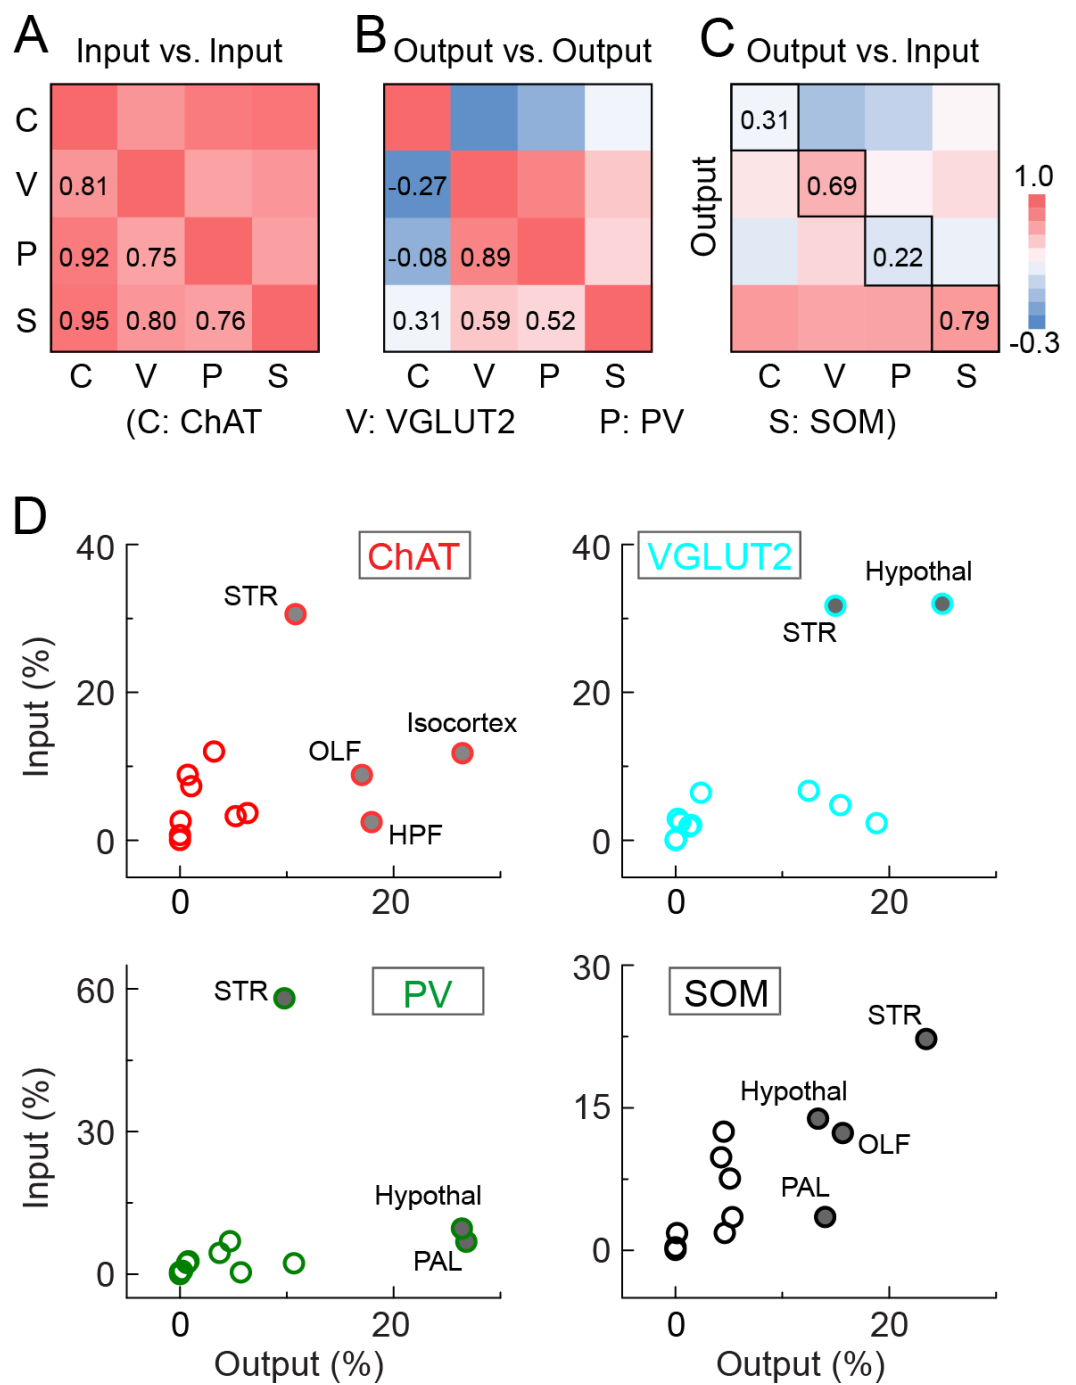 A B C
Input vs. Input Output vs. Output Output vs. Input
C
0.31
V 0.81 -0.27 0.69
P 0.92 0.75 -0.08 0.89 0.22
S 0.95 0.80 0.76 0.31 0.59 0.52 0.79
Output
1.0
-0.3
C V P S C V P S C V P S
(C: ChAT V: VGLUT2 P: PV S: SOM)
D
ChAT
Input (%)
40
20
0
0 20
STR
OLF
Isocortex
HPF
VGLUT2
40
20
0
0 20
Hypothal
STR
PV
Input (%)
60
30
0
0 20
Output (%)
STR
Hypothal
PAL
SOM
30
15
0
0 20
Output (%)
STR
Hypothal
OLF
PAL